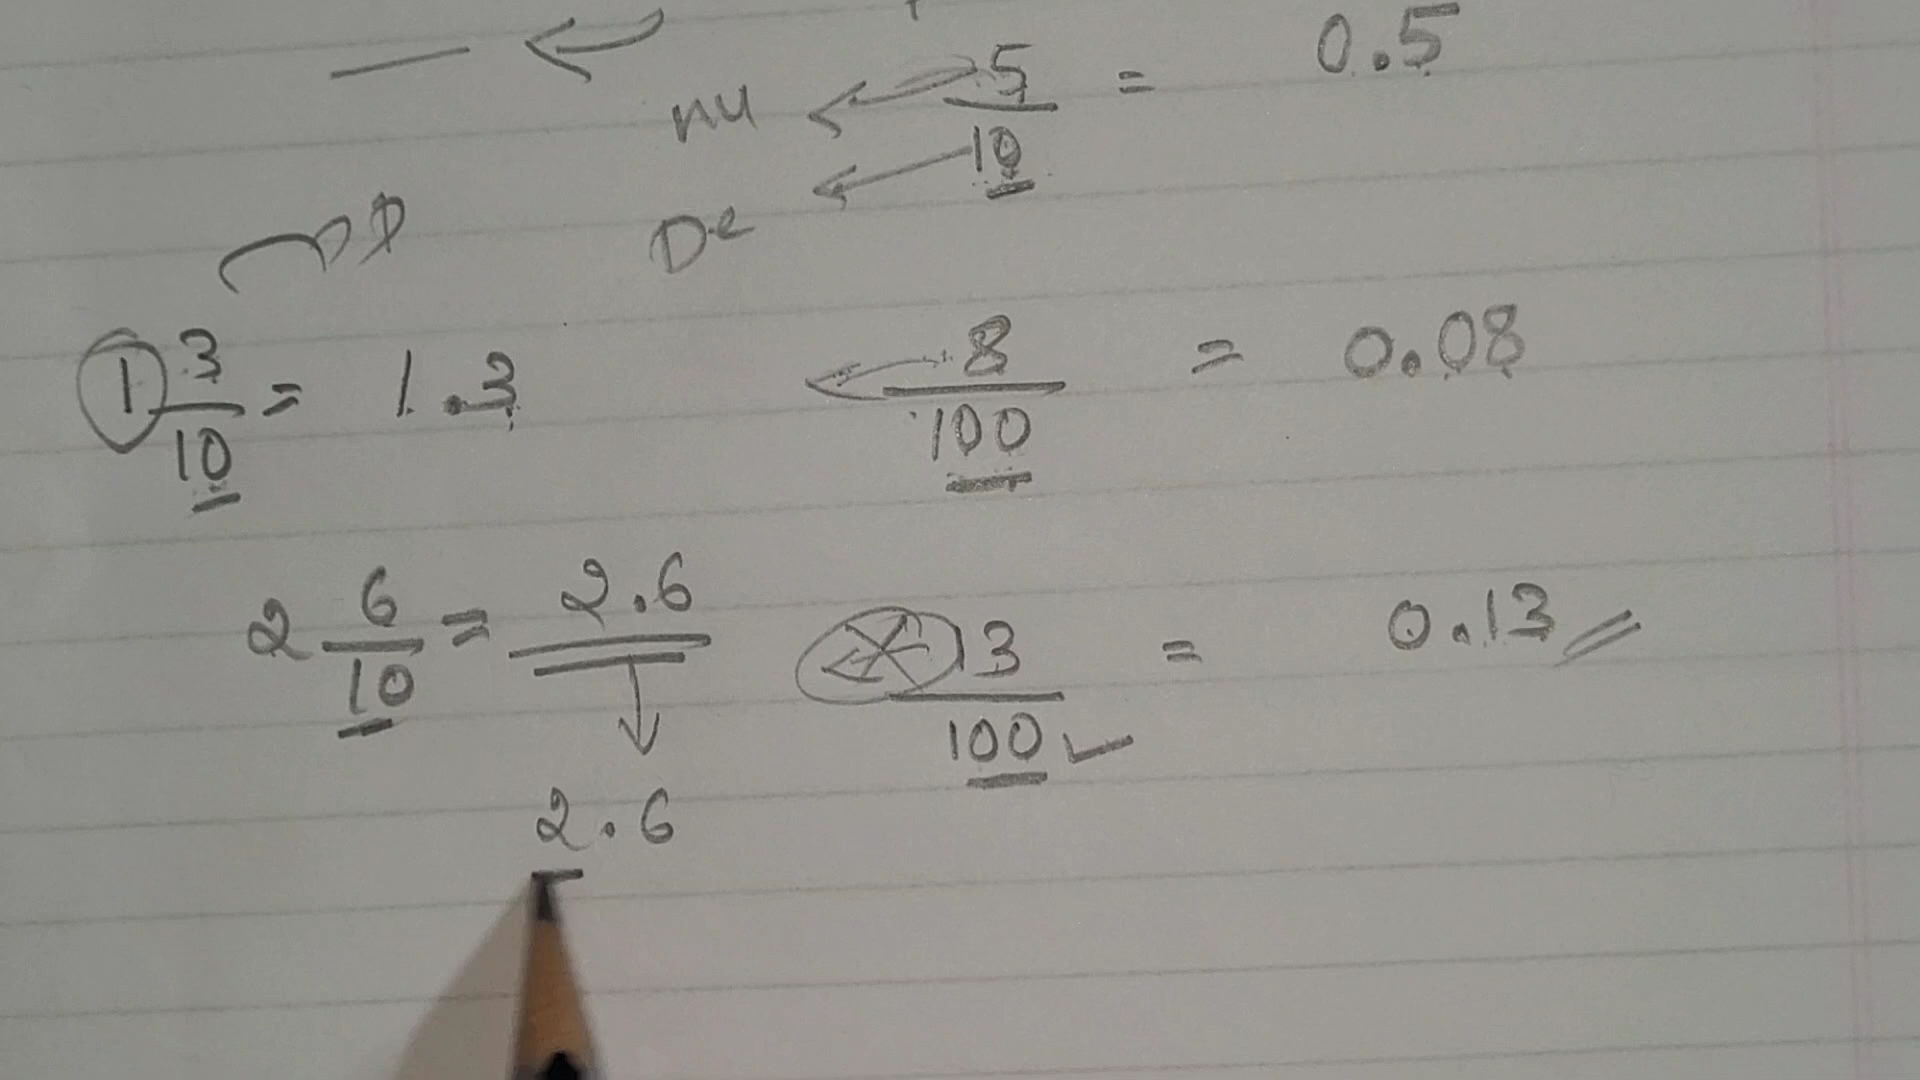 nu 5/10 = 0.5
De
1 3/10 = 1.3
8/100 = 0.08
2 6/10 = 2.6
13/100 = 0.13
2.6